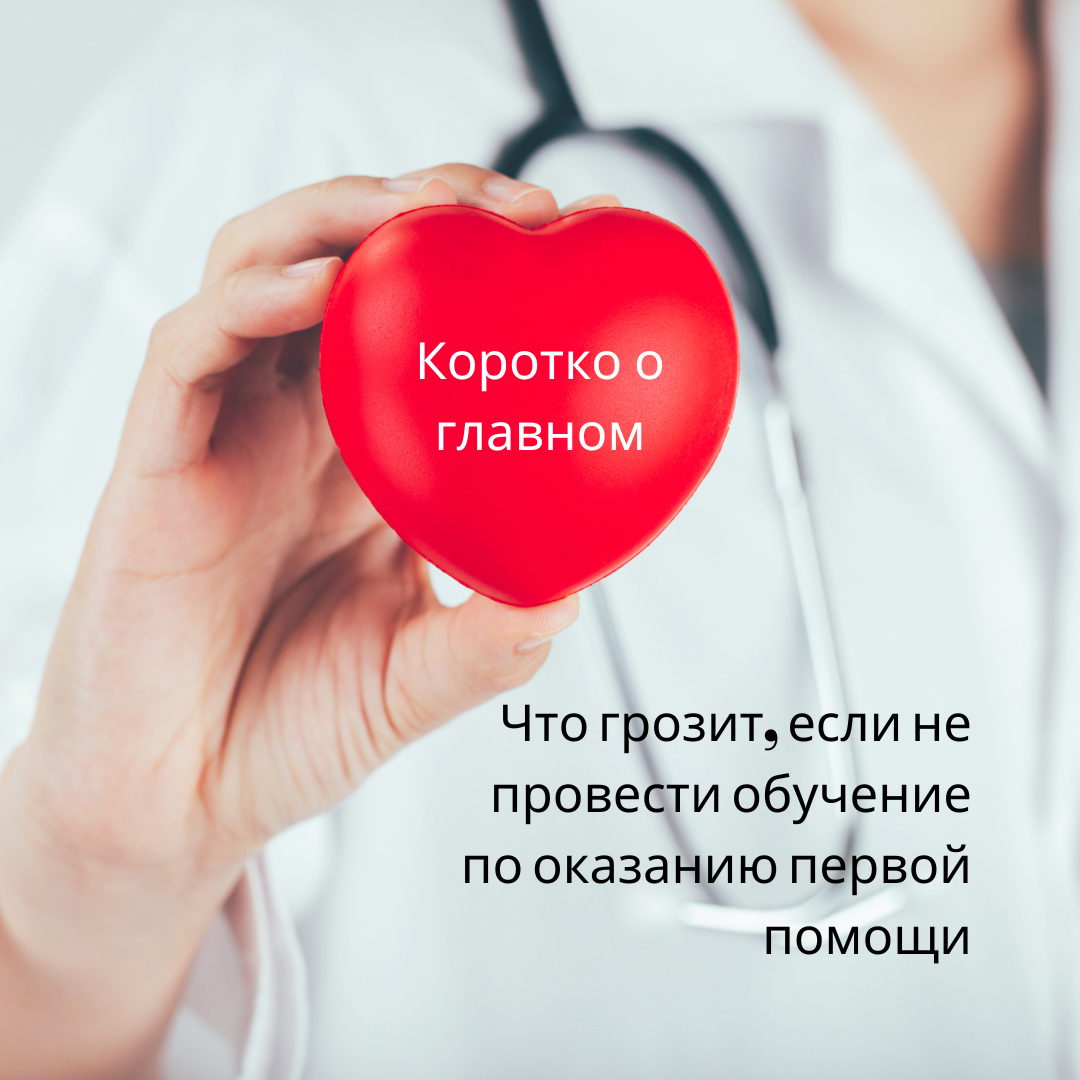 Коротко о
главном
Что грозит, если не
провести обучение
по оказанию первой
помощи